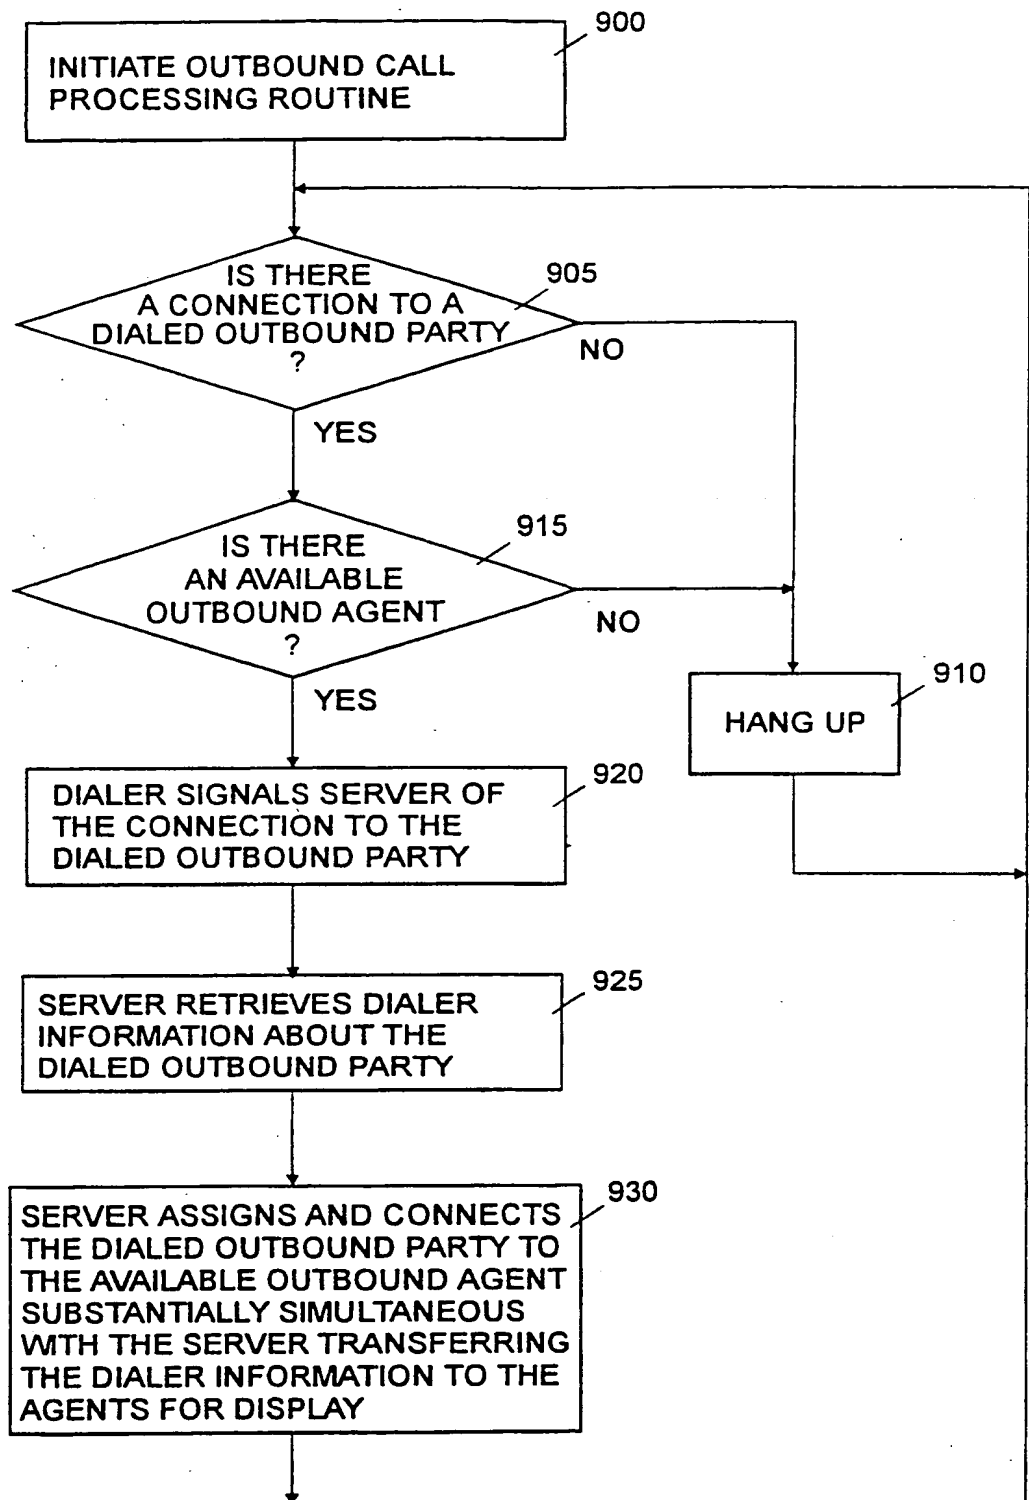 900
INITIATE OUTBOUND CALL
PROCESSING ROUTINE
905
IS THERE
A CONNECTION TO A
DIALED OUTBOUND PARTY
?
NO
YES
915
IS THERE
AN AVAILABLE
OUTBOUND AGENT
?
NO
YES
910
HANG UP
920
DIALER SIGNALS SERVER OF
THE CONNECTION TO THE
DIALED OUTBOUND PARTY
925
SERVER RETRIEVES DIALER
INFORMATION ABOUT THE
DIALED OUTBOUND PARTY
930
SERVER ASSIGNS AND CONNECTS
THE DIALED OUTBOUND PARTY TO
THE AVAILABLE OUTBOUND AGENT
SUBSTANTIALLY SIMULTANEOUS
WITH THE SERVER TRANSFERRING
THE DIALER INFORMATION TO THE
AGENTS FOR DISPLAY